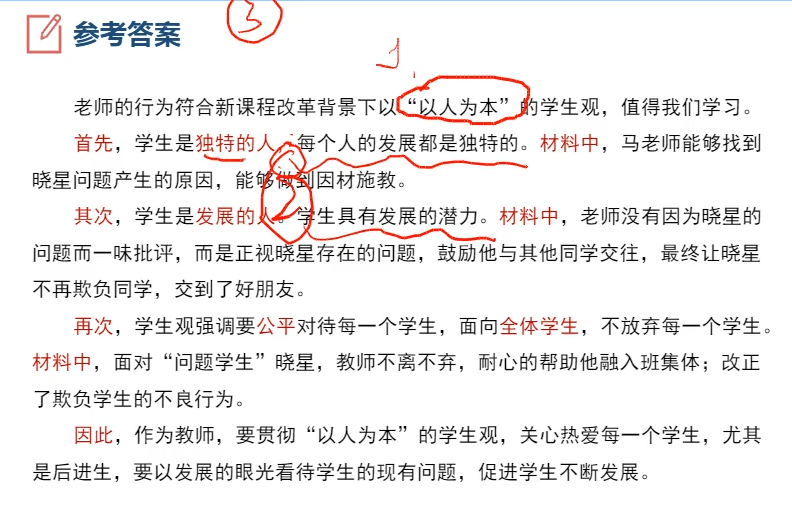 ③
参考答案
1.
老师的行为符合新课程改革背景下以“以人为本”的学生观，值得我们学习。
首先，学生是独特的人，每个人的发展都是独特的。材料中，马老师能够找到
晓星问题产生的原因，能够做到因材施教。
其次，学生是发展的人。学生具有发展的潜力。材料中，老师没有因为晓星的
问题而一味批评，而是正视晓星存在的问题，鼓励他与其他同学交往，最终让晓星
不再欺负同学，交到了好朋友。
再次，学生观强调要公平对待每一个学生，面向全体学生，不放弃每一个学生。
材料中，面对“问题学生”晓星，教师不离不弃，耐心的帮助他融入班集体；改正
了欺负学生的不良行为。
因此，作为教师，要贯彻“以人为本”的学生观，关心热爱每一个学生，尤其
是后进生，要以发展的眼光看待学生的现有问题，促进学生不断发展。